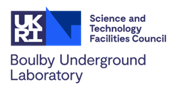 UK
RI
Science and
Technology
Facilities Council
Boulby Underground
Laboratory